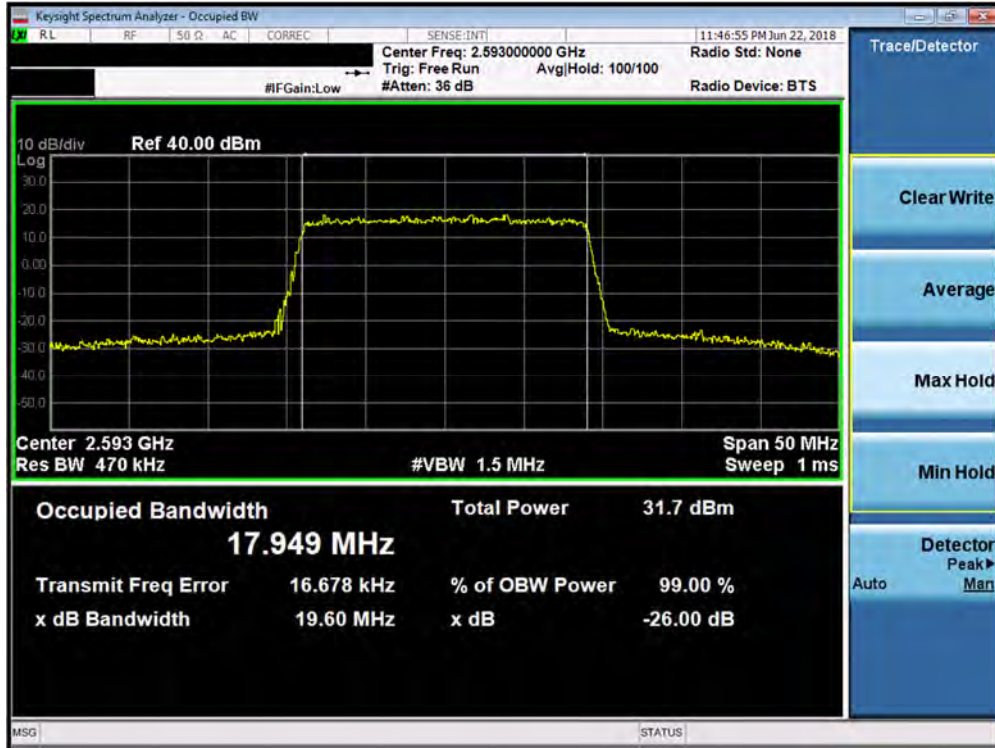 Keysight Spectrum Analyzer - Occupied BW
LXI RL RF 50 Ω AC CORREC SENSE:INT 11:46:55 PM Jun 22, 2018
Center Freq: 2.593000000 GHz Radio Std: None
Trig: Free Run Avg|Hold: 100/100
#IFGain:Low #Atten: 36 dB Radio Device: BTS
10 dB/div Ref 40.00 dBm
Log
30.0
20.0
10.0
0.00
-10.0
-20.0
-30.0
-40.0
-50.0
Center 2.593 GHz Span 50 MHz
Res BW 470 kHz #VBW 1.5 MHz Sweep 1 ms
Occupied Bandwidth Total Power 31.7 dBm
17.949 MHz
Transmit Freq Error 16.678 kHz % of OBW Power 99.00 %
x dB Bandwidth 19.60 MHz x dB -26.00 dB
MSG STATUS
Trace/Detector
Clear Write
Average
Max Hold
Min Hold
Detector
Peak
Auto Man